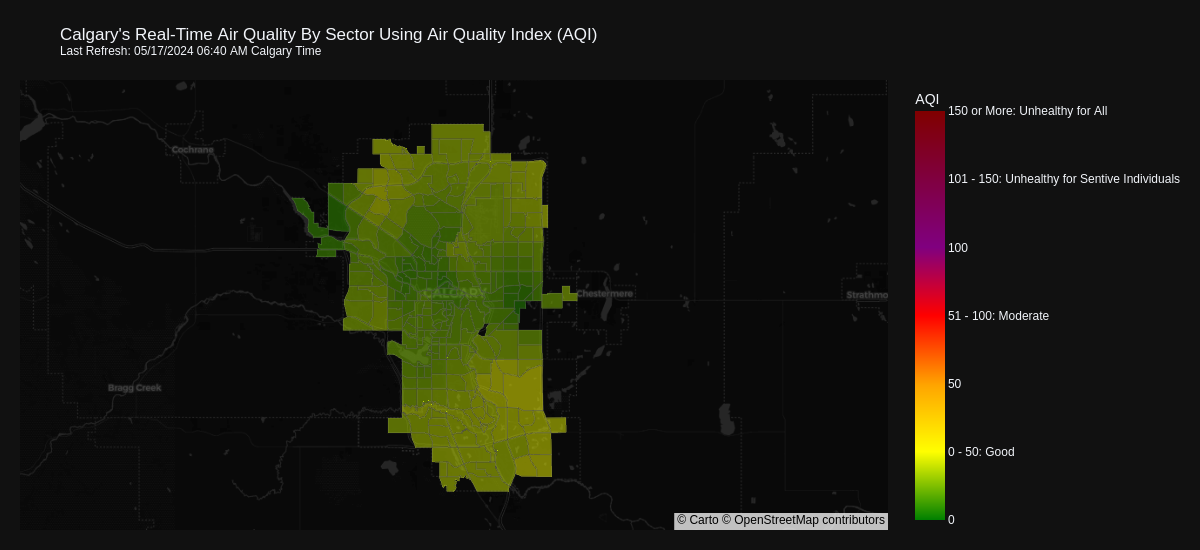 Calgary's Real-Time Air Quality By Sector Using Air Quality Index (AQI)
Last Refresh: 05/17/2024 06:40 AM Calgary Time
AQI
150 or More: Unhealthy for All
Cochrane
101 - 150: Unhealthy for Sentive Individuals
100
CALGARY
Chestermere
Strathmo
51 - 100: Moderate
50
Bragg Creek
0 - 50: Good
0
© Carto © OpenStreetMap contributors